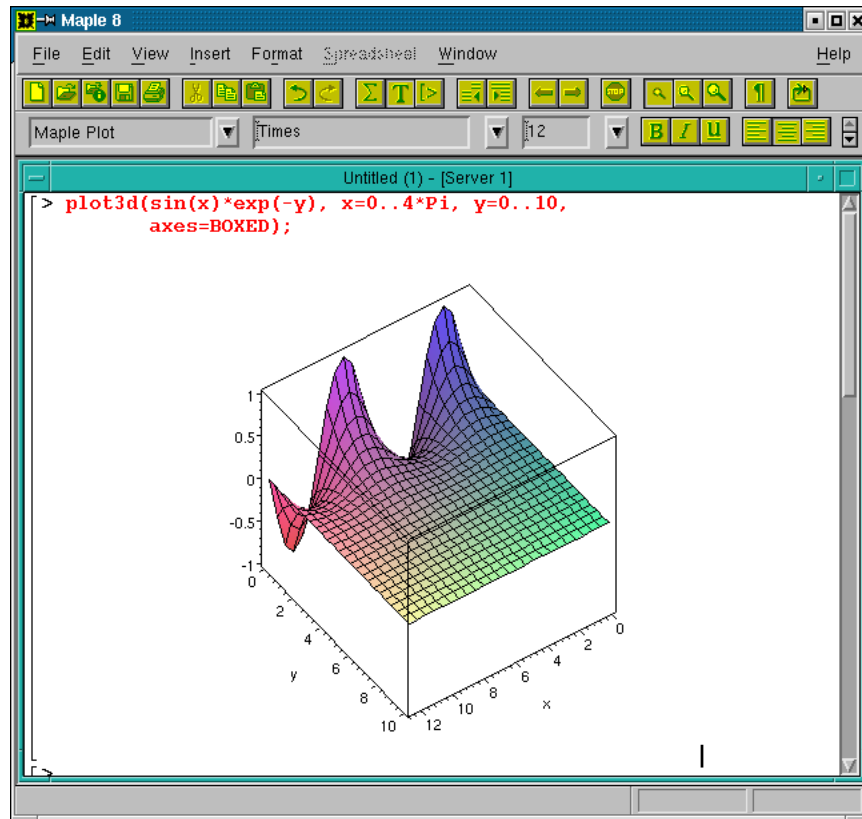 Maple 8
File Edit View Insert Format Spreadsheet Window Help
STOP
Maple Plot Times 12 B I U
Untitled (1) - [Server 1]
[> plot3d(sin(x)*exp(-y), x=0..4*Pi, y=0..10,
axes=BOXED);
1
0.5
0
-0.5
-1
0
2
4
6
8
10
y
12
10
8
6
4
2
0
x
[>